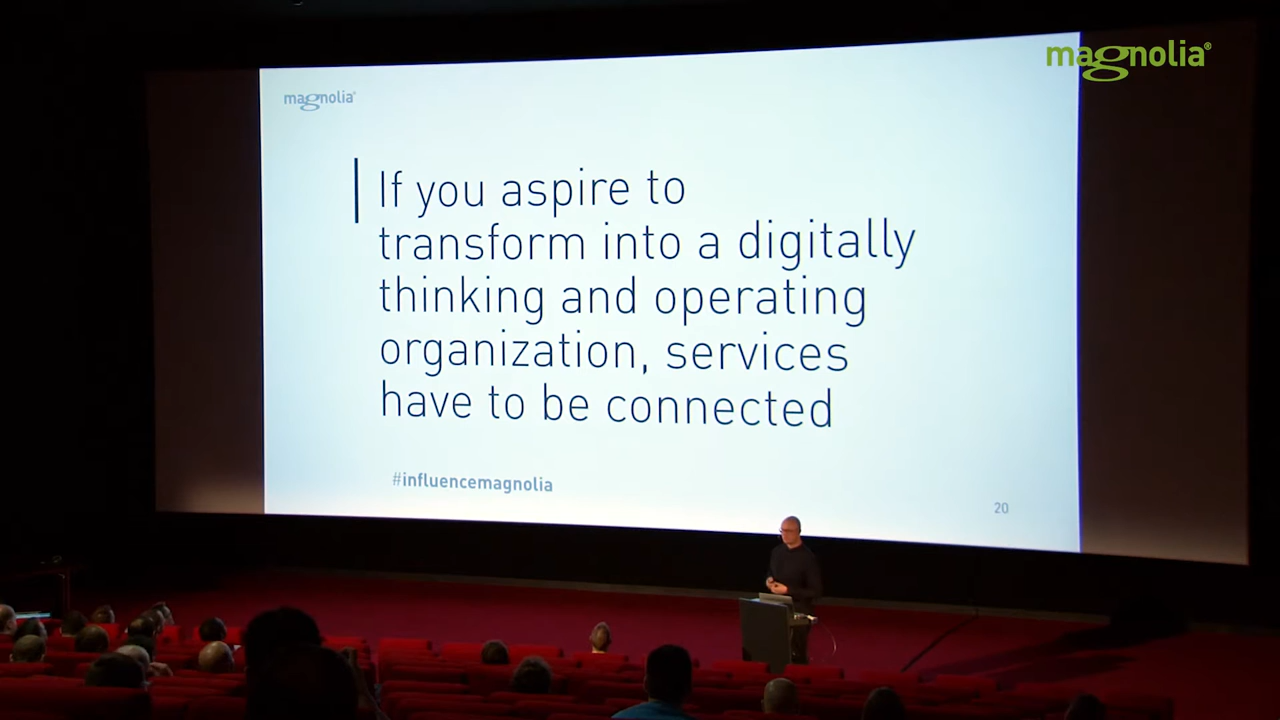 magnolia®
magnolia®
If you aspire to
transform into a digitally
thinking and operating
organization, services
have to be connected
#influencemagnolia
20